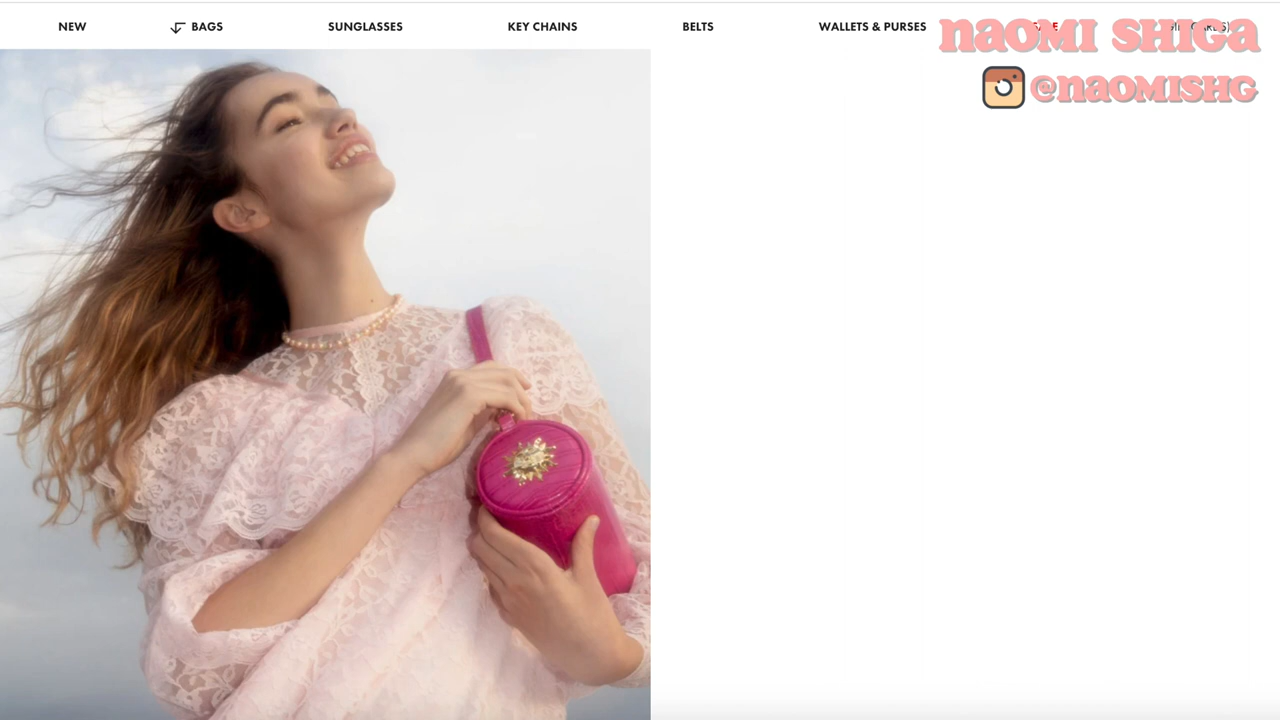 NEW
BAGS
SUNGLASSES
KEY CHAINS
BELTS
WALLETS & PURSES
NAOMI SHIGA
@NAOMISHG